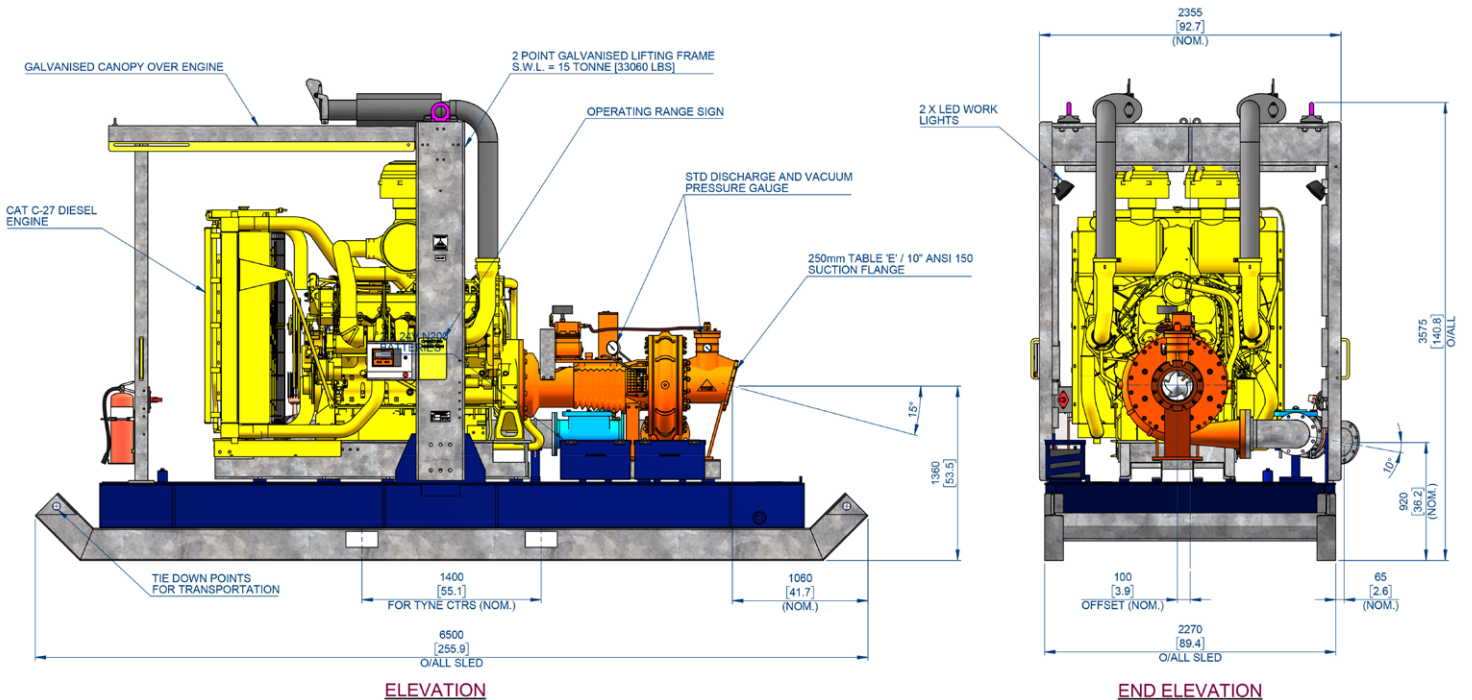 GALVANISED CANOPY OVER ENGINE
2 POINT GALVANISED LIFTING FRAME
S.W.L. = 15 TONNE [33060 LBS]
OPERATING RANGE SIGN
STD DISCHARGE AND VACUUM
PRESSURE GAUGE
CAT C-27 DIESEL
ENGINE
250mm TABLE 'E' / 10" ANSI 150
SUCTION FLANGE
24V N200
BATTERIES
15°
1360
[53.5]
TIE DOWN POINTS
FOR TRANSPORTATION
1400
[55.1]
FOR TYNE CTRS (NOM.)
1060
[41.7]
(NOM.)
6500
[255.9]
O/ALL SLED
ELEVATION
2355
[92.7]
(NOM.)
2 X LED WORK
LIGHTS
3575
[140.8]
O/ALL
10°
920
[36.2]
(NOM.)
100
[3.9]
OFFSET (NOM.)
65
[2.6]
(NOM.)
2270
[89.4]
O/ALL SLED
END ELEVATION